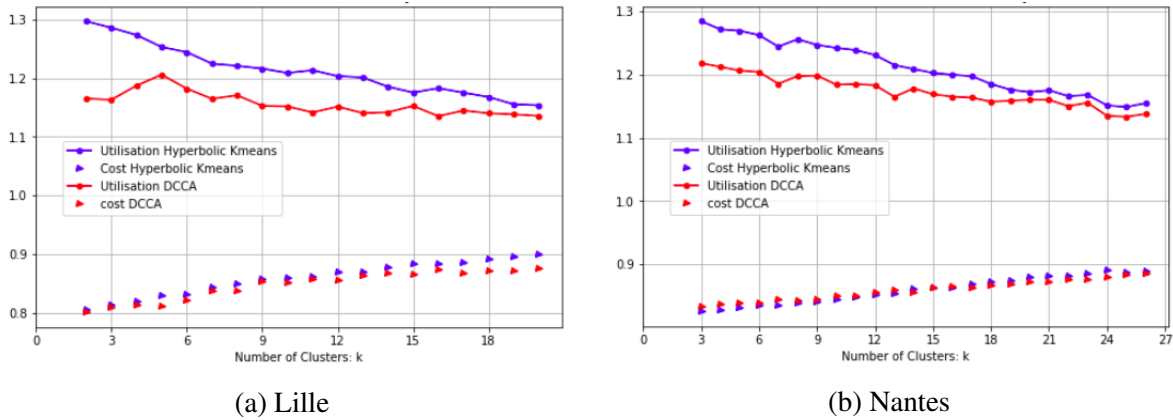 1.3
1.2
1.1
1.0
0.9
0.8
Utilisation Hyperbolic Kmeans
Cost Hyperbolic Kmeans
Utilisation DCCA
cost DCCA
0 3 6 9 12 15 18
Number of Clusters: k
(a) Lille
1.3
1.2
1.1
1.0
0.9
Utilisation Hyperbolic Kmeans
Cost Hyperbolic Kmeans
Utilisation DCCA
cost DCCA
0 3 6 9 12 15 18 21 24 27
Number of Clusters: k
(b) Nantes